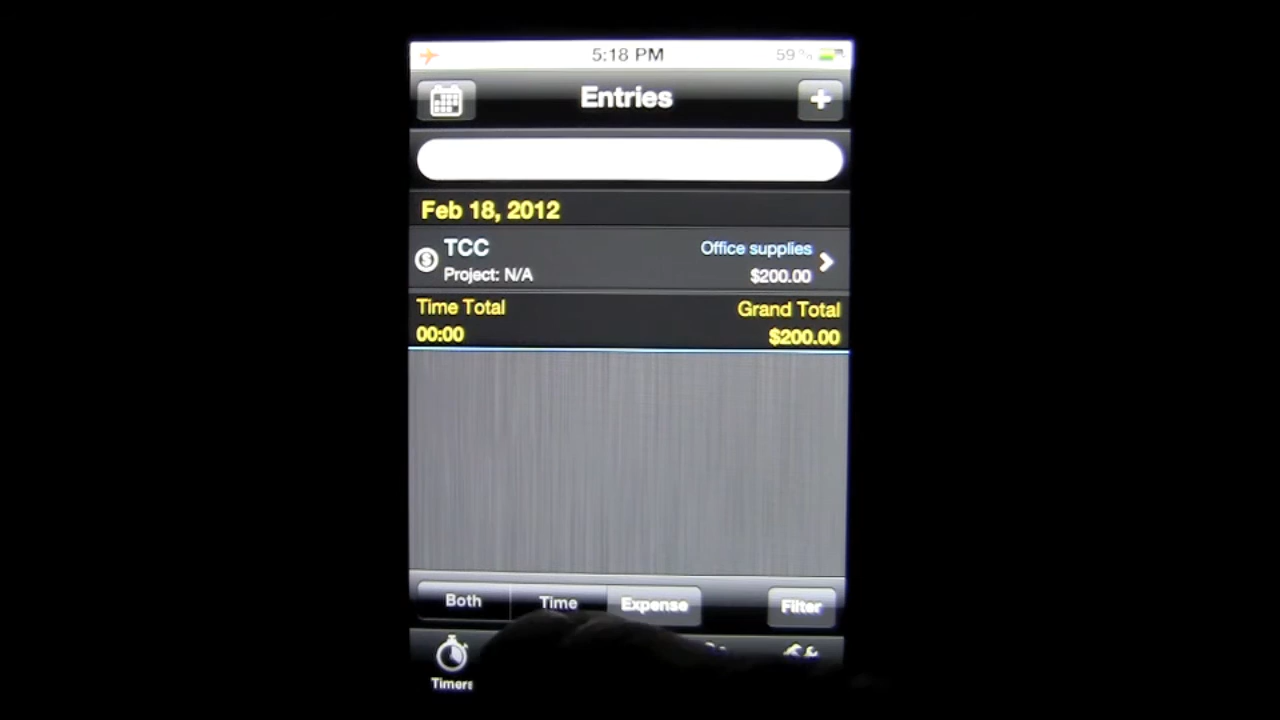 5:18 PM 59%
Entries
Feb 18, 2012
TCC Office supplies
Project: N/A $200.00
Time Total Grand Total
00:00 $200.00
Both Time Expense Filter
Timers